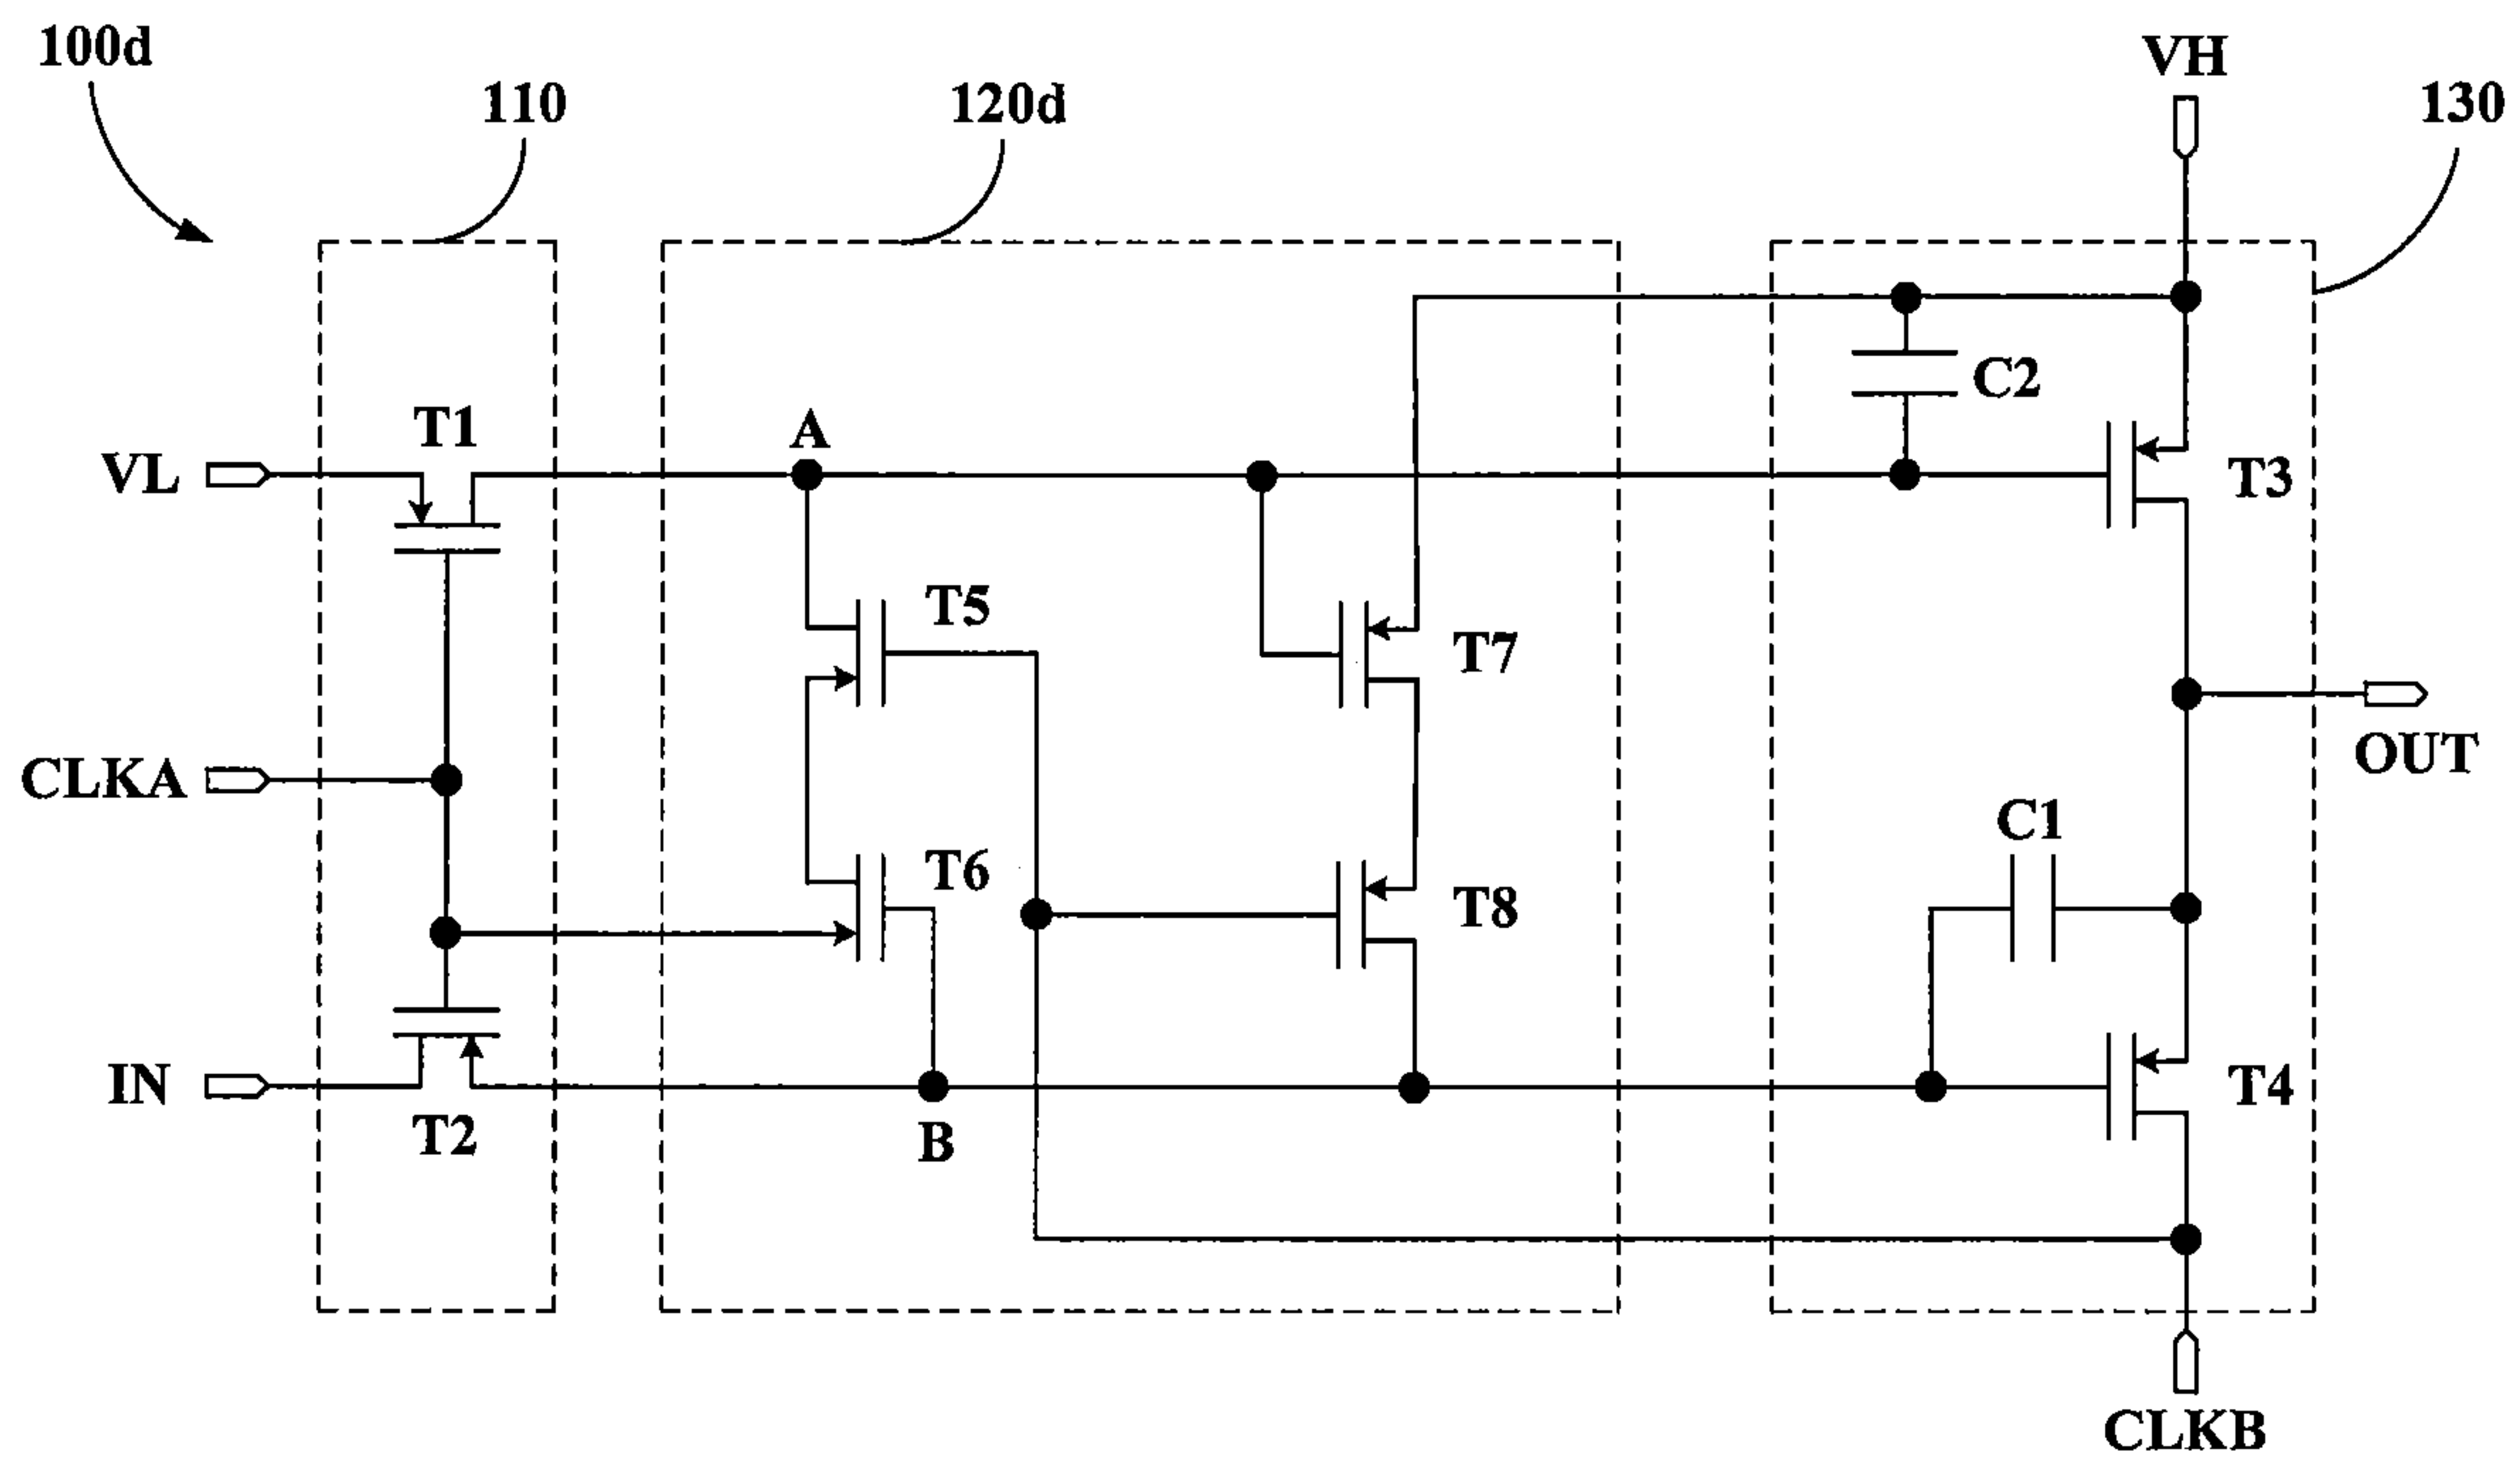 100d
110
120d
VH
130
T1
A
C2
VL
T3
T5
T7
CLKA
OUT
C1
T6
T8
IN
T2
B
T4
CLKB